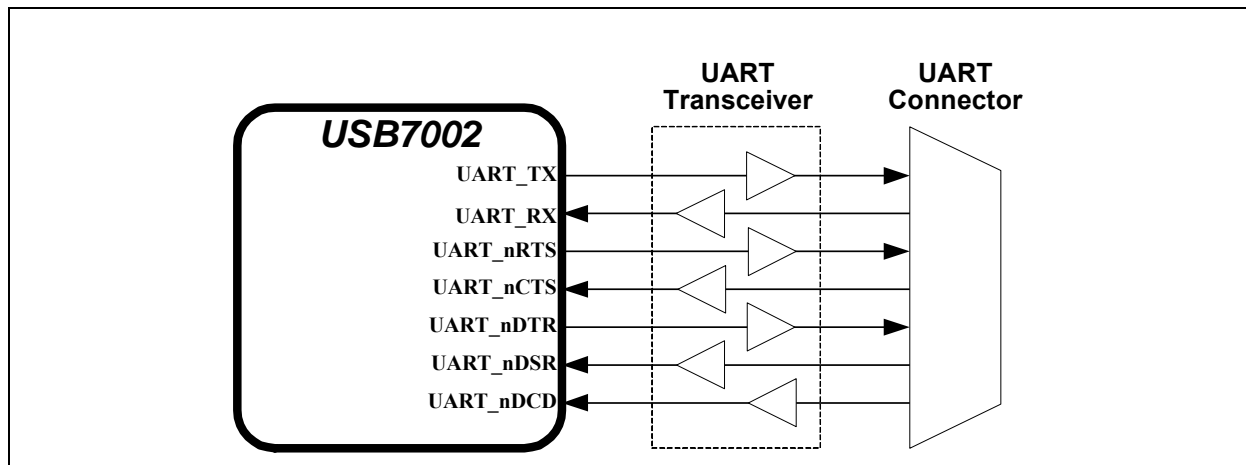 UART
Transceiver
UART
Connector
USB7002
UART_TX
UART_RX
UART_nRTS
UART_nCTS
UART_nDTR
UART_nDSR
UART_nDCD